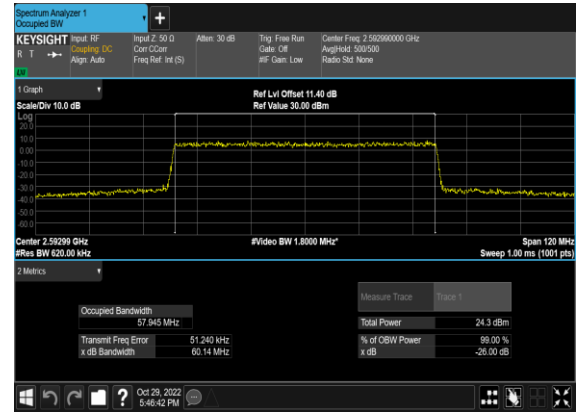 Spectrum Analyzer 1
Occupied BW
+
KEYSIGHT Input: RF Input Z: 50 Ω Atten: 30 dB Trig: Free Run Center Freq: 2.592990000 GHz
R T Coupling: DC Corr CCorr Gate: Off Avg|Hold: 500/500
Align: Auto Freq Ref: Int (S) #IF Gain: Low Radio Std: None
LW
1 Graph
Ref Lvl Offset 11.40 dB
Scale/Div 10.0 dB Ref Value 30.00 dBm
Log
20.0
10.0
0.00
-10.0
-20.0
-30.0
-40.0
-50.0
-60.0
Center 2.59299 GHz #Video BW 1.8000 MHz* Span 120 MHz
#Res BW 620.00 kHz Sweep 1.00 ms (1001 pts)
2 Metrics
Measure Trace Trace 1
Occupied Bandwidth
57.945 MHz
Total Power 24.3 dBm
Transmit Freq Error 51.240 kHz % of OBW Power 99.00 %
x dB Bandwidth 60.14 MHz x dB -26.00 dB
? Oct 29, 2022
5:46:42 PM